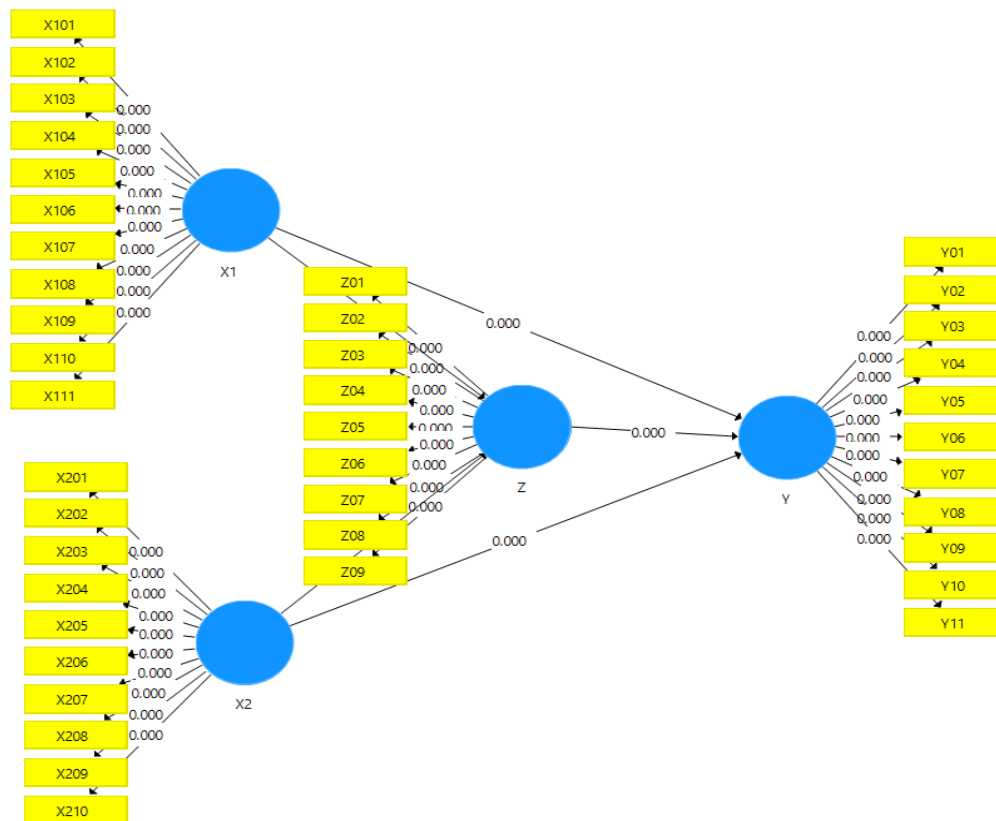 X101
X102
X103
X104
X105
X106
X107
X108
X109
X110
X111
0.000
0.000
0.000
0.000
0.000
0.000
0.000
0.000
0.000
0.000
0.000
X1
X201
X202
X203
X204
X205
X206
X207
X208
X209
X210
0.000
0.000
0.000
0.000
0.000
0.000
0.000
0.000
0.000
0.000
X2
Z01
Z02
Z03
Z04
Z05
Z06
Z07
Z08
Z09
0.000
0.000
0.000
0.000
0.000
0.000
0.000
0.000
0.000
Z
0.000
0.000
0.000
Y
0.000
0.000
0.000
0.000
0.000
0.000
0.000
0.000
0.000
0.000
0.000
Y01
Y02
Y03
Y04
Y05
Y06
Y07
Y08
Y09
Y10
Y11